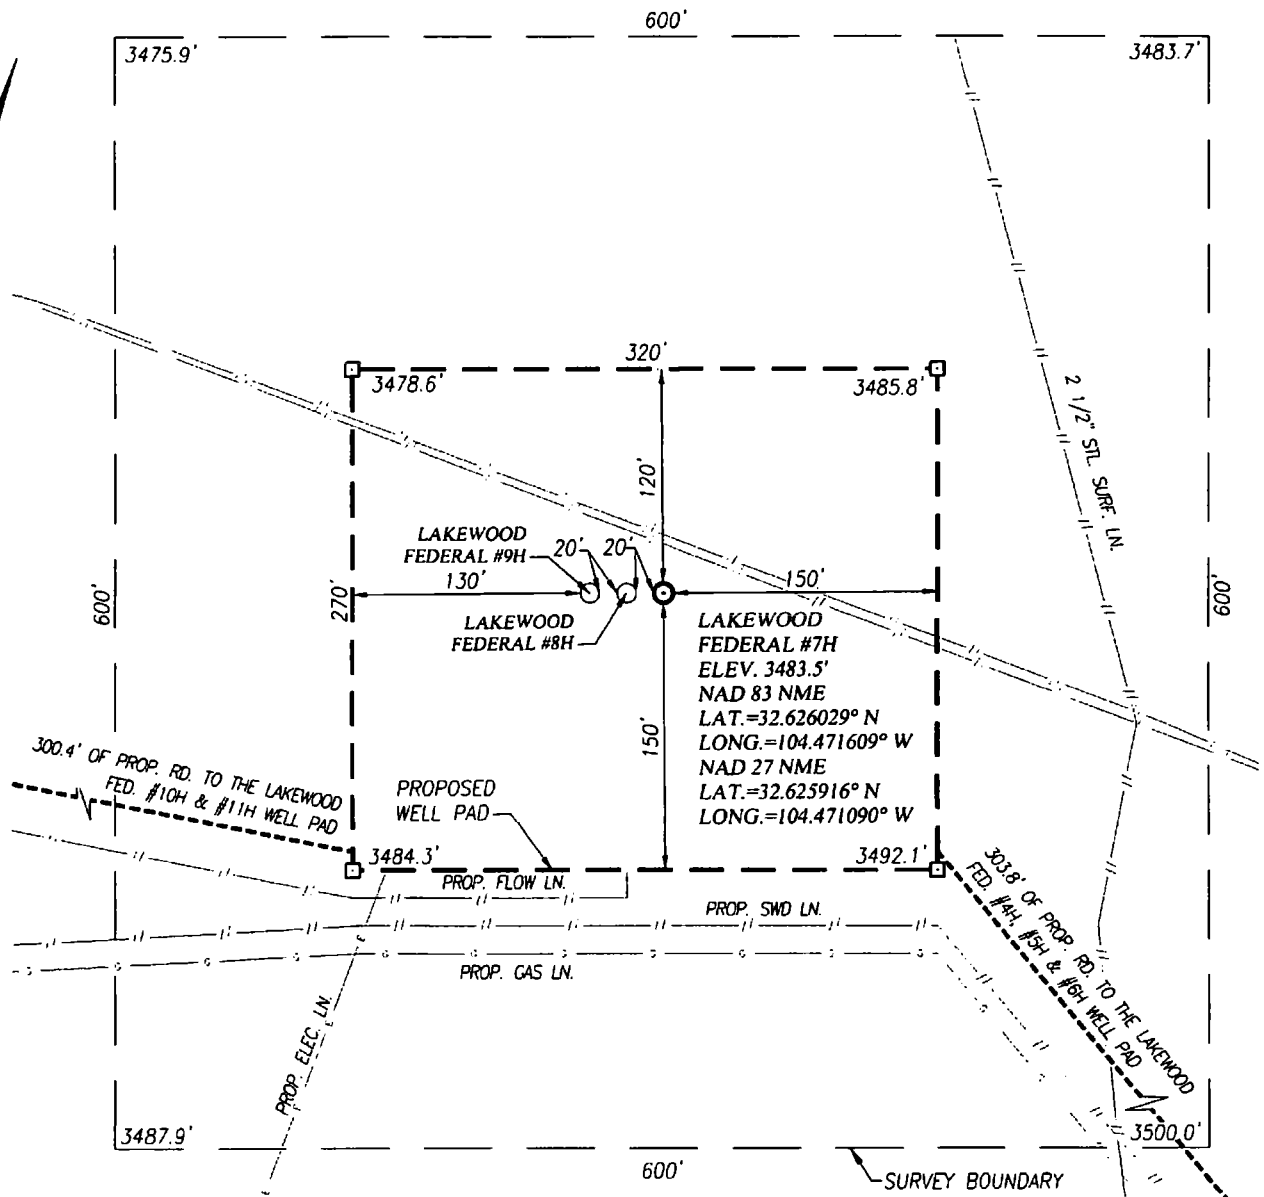 600'
3475.9'
3483.7'
320'
3478.6'
3485.8'
2 1/2" STL. SURF. LN.
120'
LAKEWOOD
FEDERAL #9H
20'
20'
130'
150'
600'
270'
600'
LAKEWOOD
FEDERAL #8H
LAKEWOOD
FEDERAL #7H
ELEV. 3483.5'
NAD 83 NME
LAT.=32.626029° N
LONG.=104.471609° W
NAD 27 NME
LAT.=32.625916° N
LONG.=104.471090° W
150'
300.4' OF PROP. RD. TO THE LAKEWOOD
FED. #10H & #11H WELL PAD
PROPOSED
WELL PAD
3484.3'
3492.1'
PROP. FLOW LN.
PROP. SWD LN.
PROP. GAS LN.
303.8' OF PROP. RD. TO THE LAKEWOOD
FED. #4H, #5H & #6H WELL PAD
PROP. ELEC. LN.
3487.9'
3500.0'
600'
SURVEY BOUNDARY